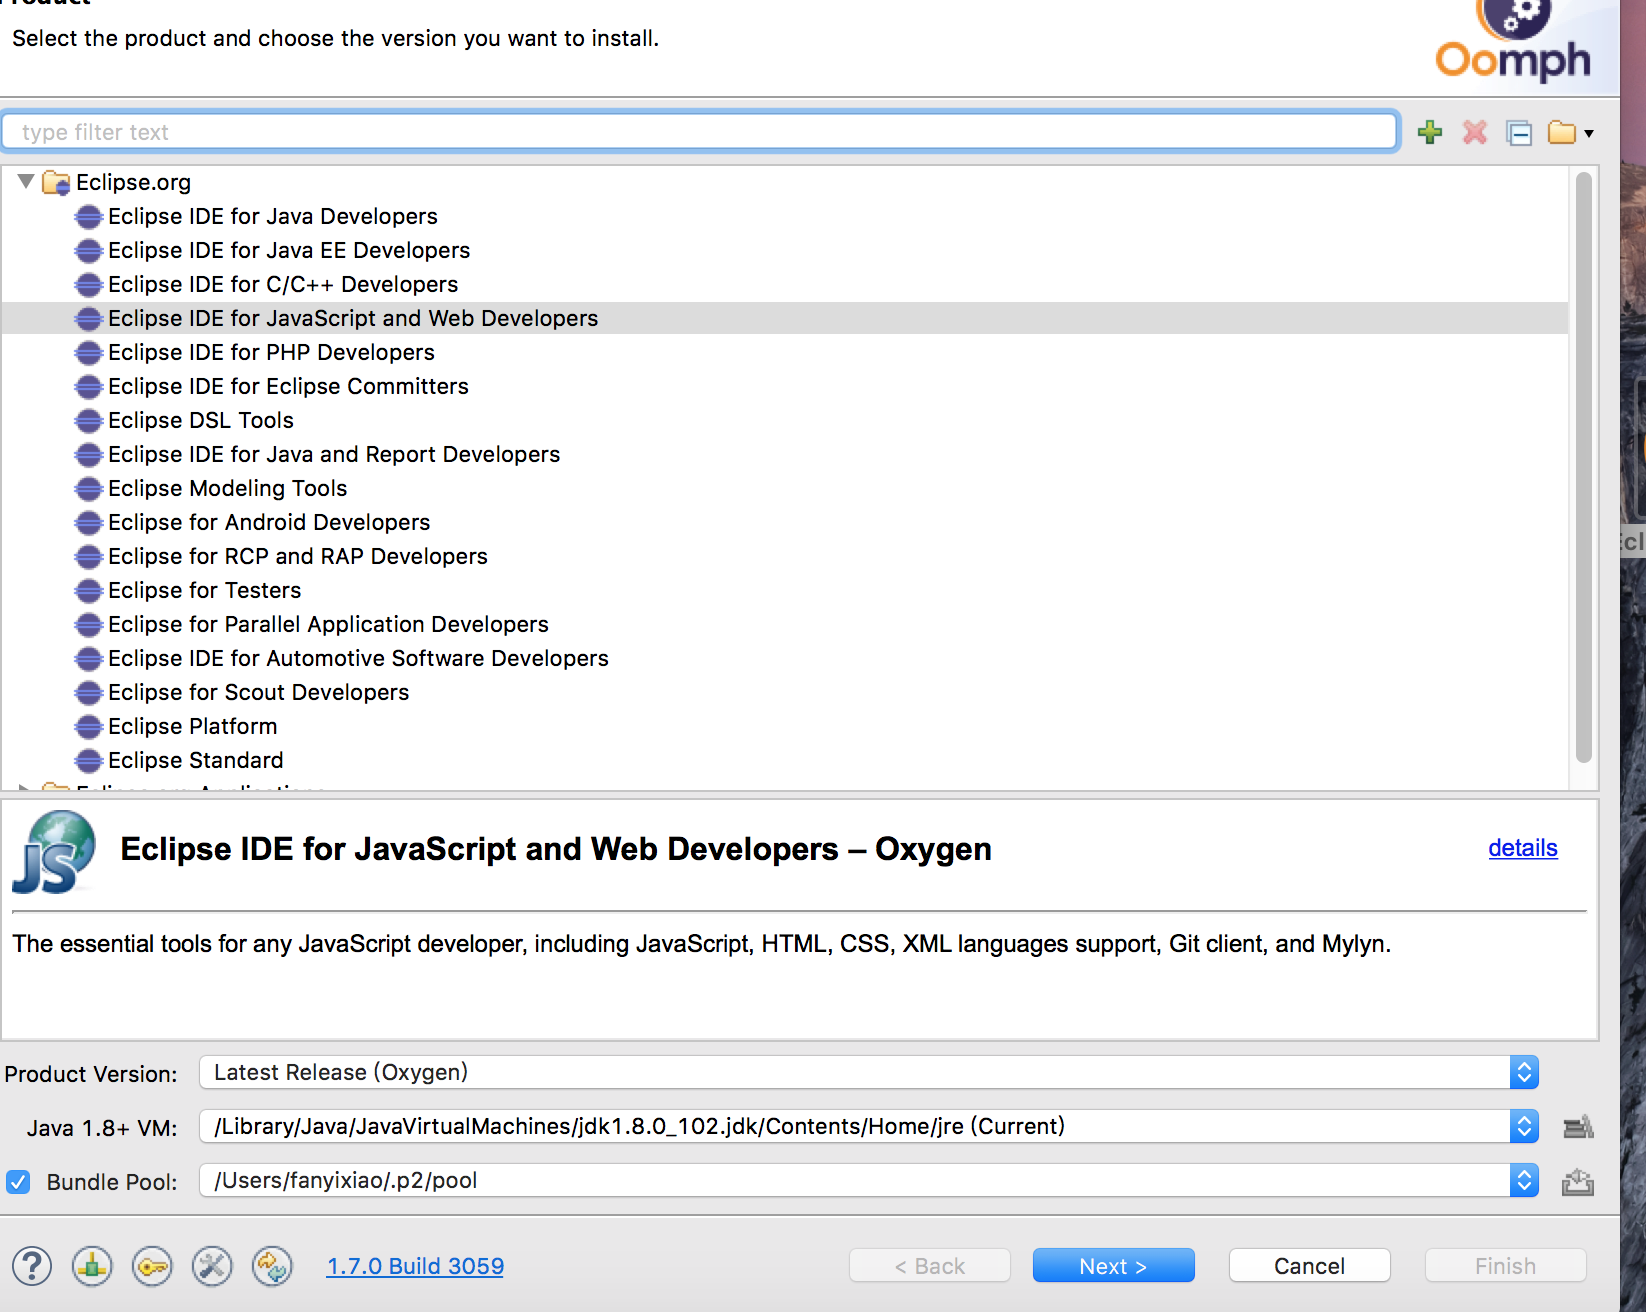 Product
Select the product and choose the version you want to install.
Oomph
type filter text
Eclipse.org
Eclipse IDE for Java Developers
Eclipse IDE for Java EE Developers
Eclipse IDE for C/C++ Developers
Eclipse IDE for JavaScript and Web Developers
Eclipse IDE for PHP Developers
Eclipse IDE for Eclipse Committers
Eclipse DSL Tools
Eclipse IDE for Java and Report Developers
Eclipse Modeling Tools
Eclipse for Android Developers
Eclipse for RCP and RAP Developers
Eclipse for Testers
Eclipse for Parallel Application Developers
Eclipse IDE for Automotive Software Developers
Eclipse for Scout Developers
Eclipse Platform
Eclipse Standard
JS
Eclipse IDE for JavaScript and Web Developers – Oxygen
details
The essential tools for any JavaScript developer, including JavaScript, HTML, CSS, XML languages support, Git client, and Mylyn.
Product Version: Latest Release (Oxygen)
Java 1.8+ VM: /Library/Java/JavaVirtualMachines/jdk1.8.0_102.jdk/Contents/Home/jre (Current)
Bundle Pool: /Users/fanyixiao/.p2/pool
1.7.0 Build 3059
< Back
Next >
Cancel
Finish